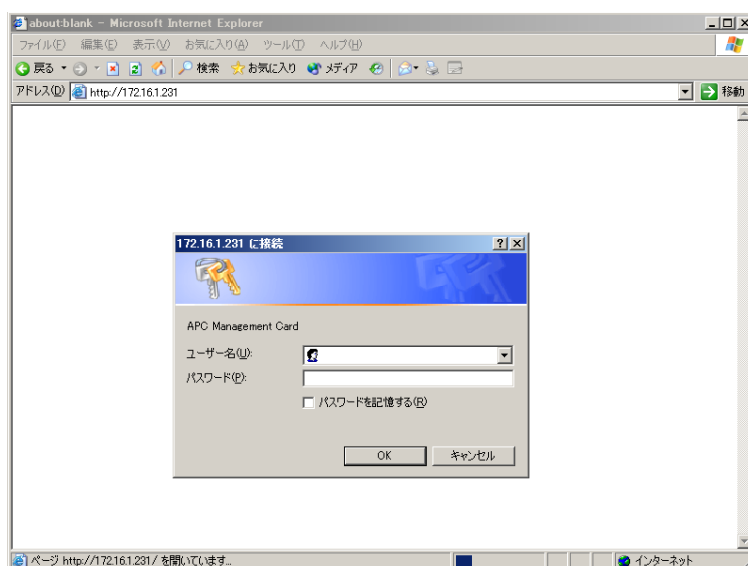 about:blank - Microsoft Internet Explorer
ファイル(F) 編集(E) 表示(V) お気に入り(A) ツール(T) ヘルプ(H)
戻る 検索 お気に入り メディア
アドレス(D) http://172.16.1.231 移動
172.16.1.231 に接続
APC Management Card
ユーザー名(U):
パスワード(P):
パスワードを記憶する(R)
OK キャンセル
ページ http://172.16.1.231/ を開いています... インターネット